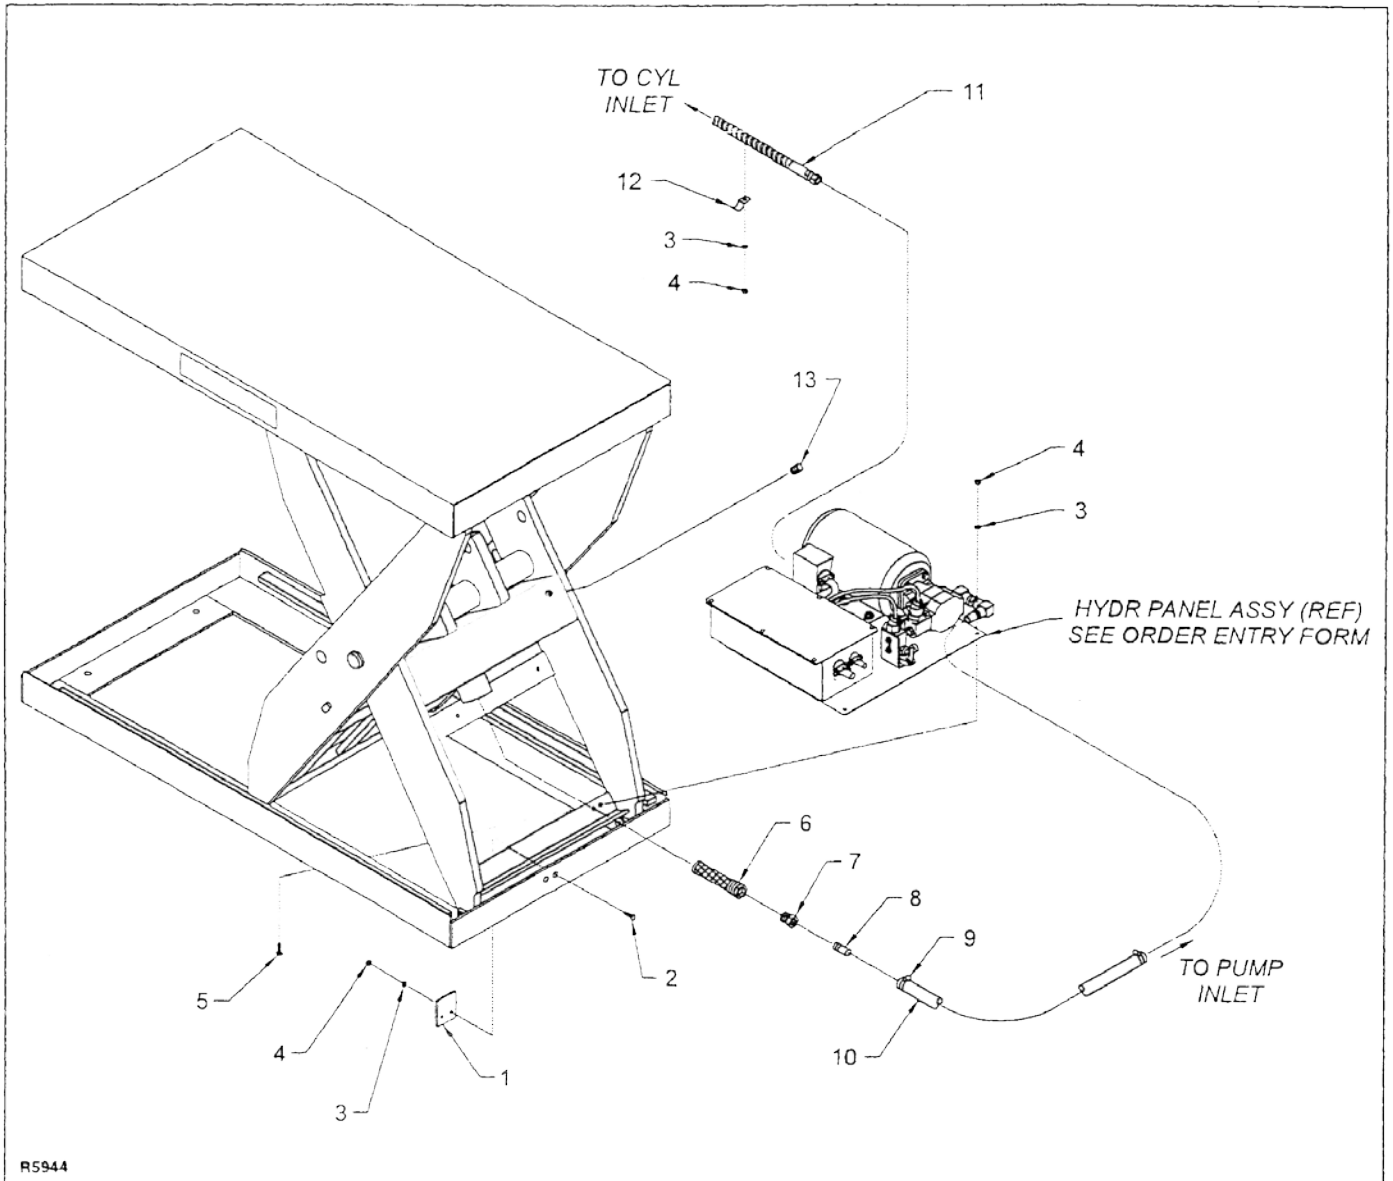 TO CYL
INLET
11
12
3
4
13
4
3
HYDR PANEL ASSY (REF)
SEE ORDER ENTRY FORM
6
7
8
9
TO PUMP
INLET
10
2
5
4
3
1
R5944